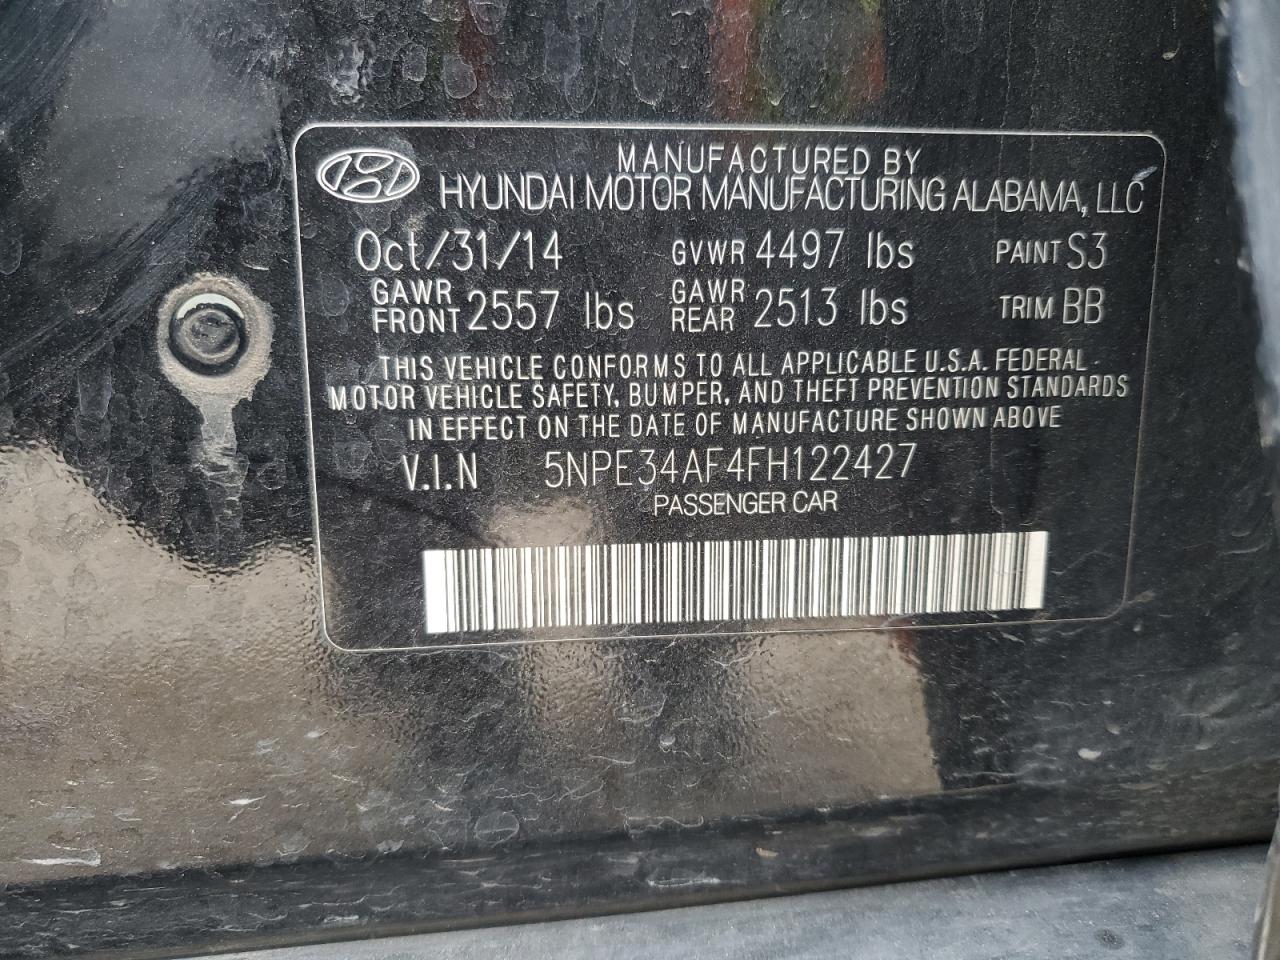 MANUFACTURED BY
HYUNDAI MOTOR MANUFACTURING ALABAMA, LLC
Oct/31/14 GVWR 4497 lbs PAINT S3
GAWR FRONT 2557 lbs GAWR REAR 2513 lbs TRIM BB
THIS VEHICLE CONFORMS TO ALL APPLICABLE U.S.A. FEDERAL
MOTOR VEHICLE SAFETY, BUMPER, AND THEFT PREVENTION STANDARDS
IN EFFECT ON THE DATE OF MANUFACTURE SHOWN ABOVE
V.I.N 5NPE34AF4FH122427
PASSENGER CAR